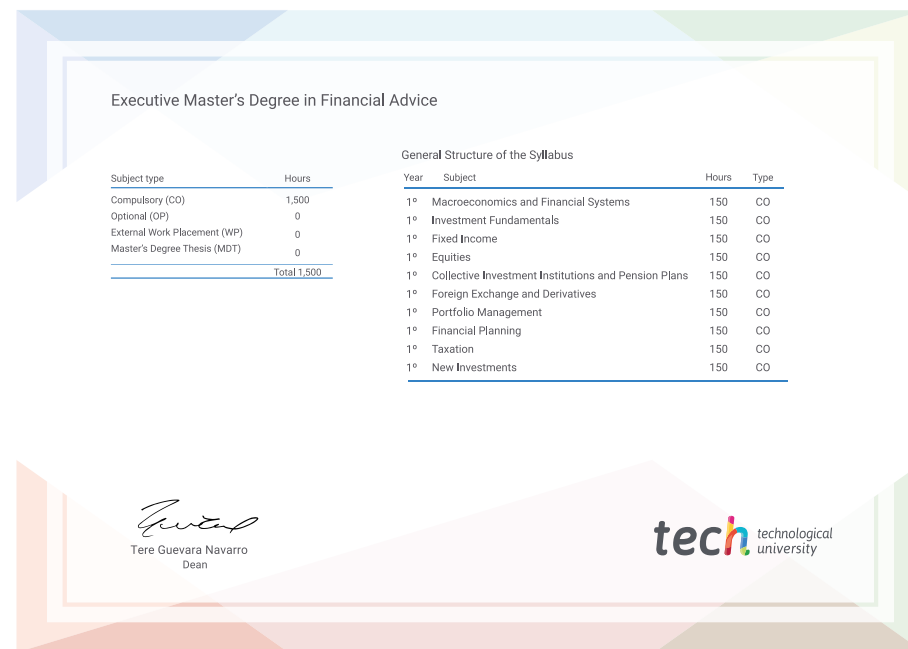 Executive Master's Degree in Financial Advice
Subject type Hours
Compulsory (CO) 1,500
Optional (OP) 0
External Work Placement (WP) 0
Master's Degree Thesis (MDT) 0
Total 1,500
General Structure of the Syllabus
Year Subject Hours Type
1º Macroeconomics and Financial Systems 150 CO
1º Investment Fundamentals 150 CO
1º Fixed Income 150 CO
1º Equities 150 CO
1º Collective Investment Institutions and Pension Plans 150 CO
1º Foreign Exchange and Derivatives 150 CO
1º Portfolio Management 150 CO
1º Financial Planning 150 CO
1º Taxation 150 CO
1º New Investments 150 CO
Tere Guevara Navarro
Dean
tech technological
university